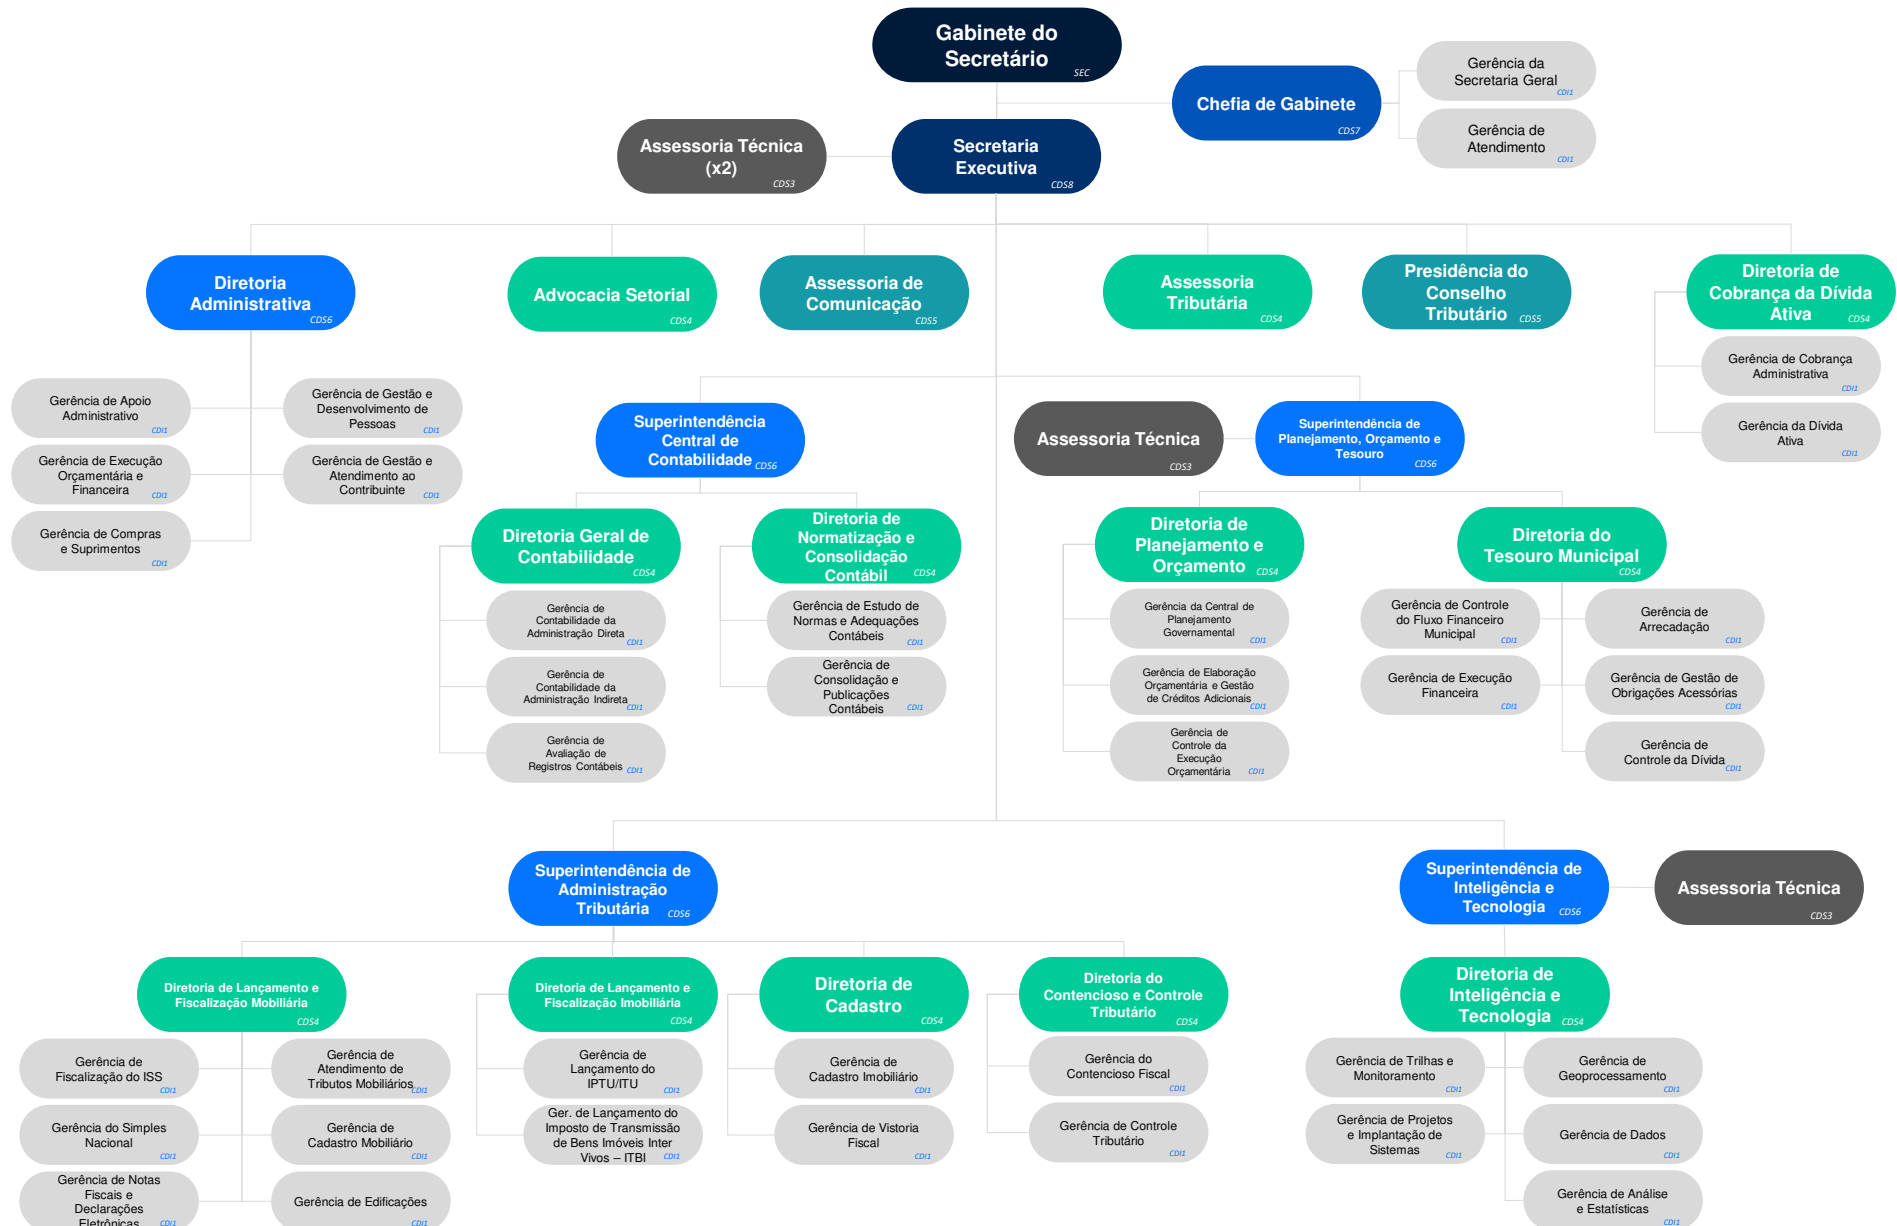 Gabinete do
Secretário
SEC
Chefia de Gabinete
CDS7
Gerência da
Secretaria Geral
CDI1
Gerência de
Atendimento
CDI1
Assessoria Técnica
(x2)
CDS3
Secretaria
Executiva
CDS8
Diretoria
Administrativa
CDS6
Advocacia Setorial
CDS4
Assessoria de
Comunicação
CDS5
Assessoria
Tributária
CDS4
Presidência do
Conselho
Tributário
CDS5
Diretoria de
Cobrança da Dívida
Ativa
CDS4
Gerência de Cobrança
Administrativa
CDI1
Gerência da Dívida
Ativa
CDI1
Gerência de Apoio
Administrativo
CDI1
Gerência de Gestão e
Desenvolvimento de
Pessoas
CDI1
Gerência de Execução
Orçamentária e
Financeira
CDI1
Gerência de Gestão e
Atendimento ao
Contribuinte
CDI1
Gerência de Compras
e Suprimentos
CDI1
Superintendência
Central de
Contabilidade
CDS6
Assessoria Técnica
CDS3
Superintendência de
Planejamento, Orçamento e
Tesouro
CDS6
Diretoria Geral de
Contabilidade
CDS4
Gerência de
Contabilidade da
Administração Direta
CDI1
Gerência de
Contabilidade da
Administração Indireta
CDI1
Gerência de
Avaliação de
Registros Contábeis
CDI1
Diretoria de
Normatização e
Consolidação
Contábil
CDS4
Gerência de Estudo de
Normas e Adequações
Contábeis
CDI1
Gerência de
Consolidação e
Publicações
Contábeis
CDI1
Diretoria de
Planejamento e
Orçamento
CDS4
Gerência da Central de
Planejamento
Governamental
CDI1
Gerência de Elaboração
Orçamentária e Gestão
de Créditos Adicionais
CDI1
Gerência de
Controle da
Execução
Orçamentária
CDI1
Diretoria do
Tesouro Municipal
CDS4
Gerência de Controle
do Fluxo Financeiro
Municipal
CDI1
Gerência de
Arrecadação
CDI1
Gerência de Execução
Financeira
CDI1
Gerência de Gestão de
Obrigações Acessórias
CDI1
Gerência de
Controle da Dívida
CDI1
Superintendência de
Administração
Tributária
CDS6
Superintendência de
Inteligência e
Tecnologia
CDS6
Assessoria Técnica
CDS3
Diretoria de Lançamento e
Fiscalização Mobiliária
CDS4
Gerência de
Fiscalização do ISS
CDI1
Gerência de
Atendimento de
Tributos Mobiliários
CDI1
Gerência do Simples
Nacional
CDI1
Gerência de
Cadastro Mobiliário
CDI1
Gerência de Notas
Fiscais e
Declarações
Eletrônicas
CDI1
Gerência de Edificações
CDI1
Diretoria de Lançamento e
Fiscalização Imobiliária
CDS4
Gerência de
Lançamento do
IPTU/ITU
CDI1
Ger. de Lançamento do
Imposto de Transmissão
de Bens Imóveis Inter
Vivos – ITBI
CDI1
Diretoria de
Cadastro
CDS4
Gerência de
Cadastro Imobiliário
CDI1
Gerência de Vistoria
Fiscal
CDI1
Diretoria do
Contencioso e Controle
Tributário
CDS4
Gerência do
Contencioso Fiscal
CDI1
Gerência de Controle
Tributário
CDI1
Diretoria de
Inteligência e
Tecnologia
CDS4
Gerência de Trilhas e
Monitoramento
CDI1
Gerência de
Geoprocessamento
CDI1
Gerência de Projetos
e Implantação de
Sistemas
CDI1
Gerência de Dados
CDI1
Gerência de Análise
e Estatísticas
CDI1